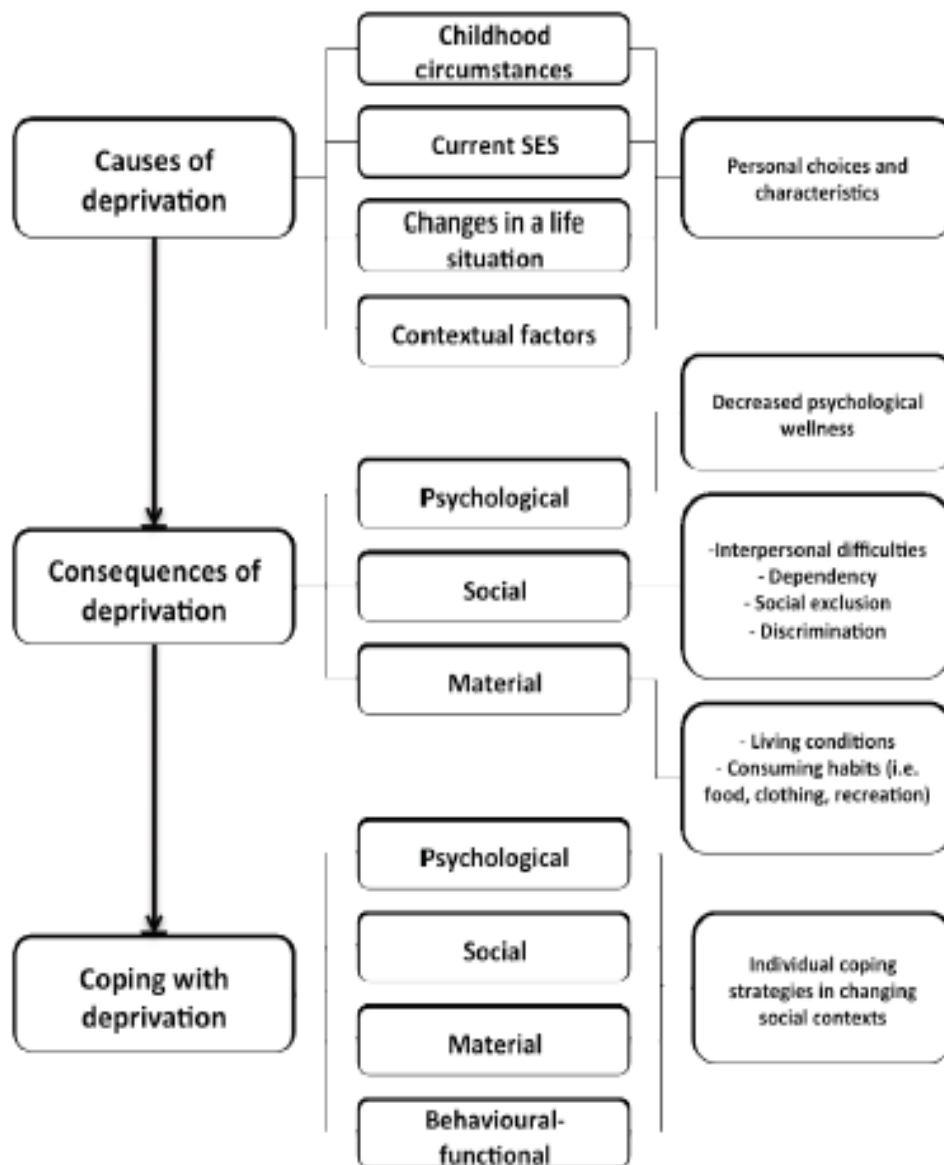 Childhood
circumstances
Causes of
deprivation
Current SES
Personal choices and
characteristics
Changes in a life
situation
Contextual factors
Decreased psychological
wellness
Psychological
Consequences of
deprivation
Social
-Interpersonal difficulties
- Dependency
- Social exclusion
- Discrimination
Material
- Living conditions
- Consuming habits (i.e.
food, clothing, recreation)
Psychological
Coping with
deprivation
Social
Individual coping
strategies in changing
social contexts
Material
Behavioural-
functional